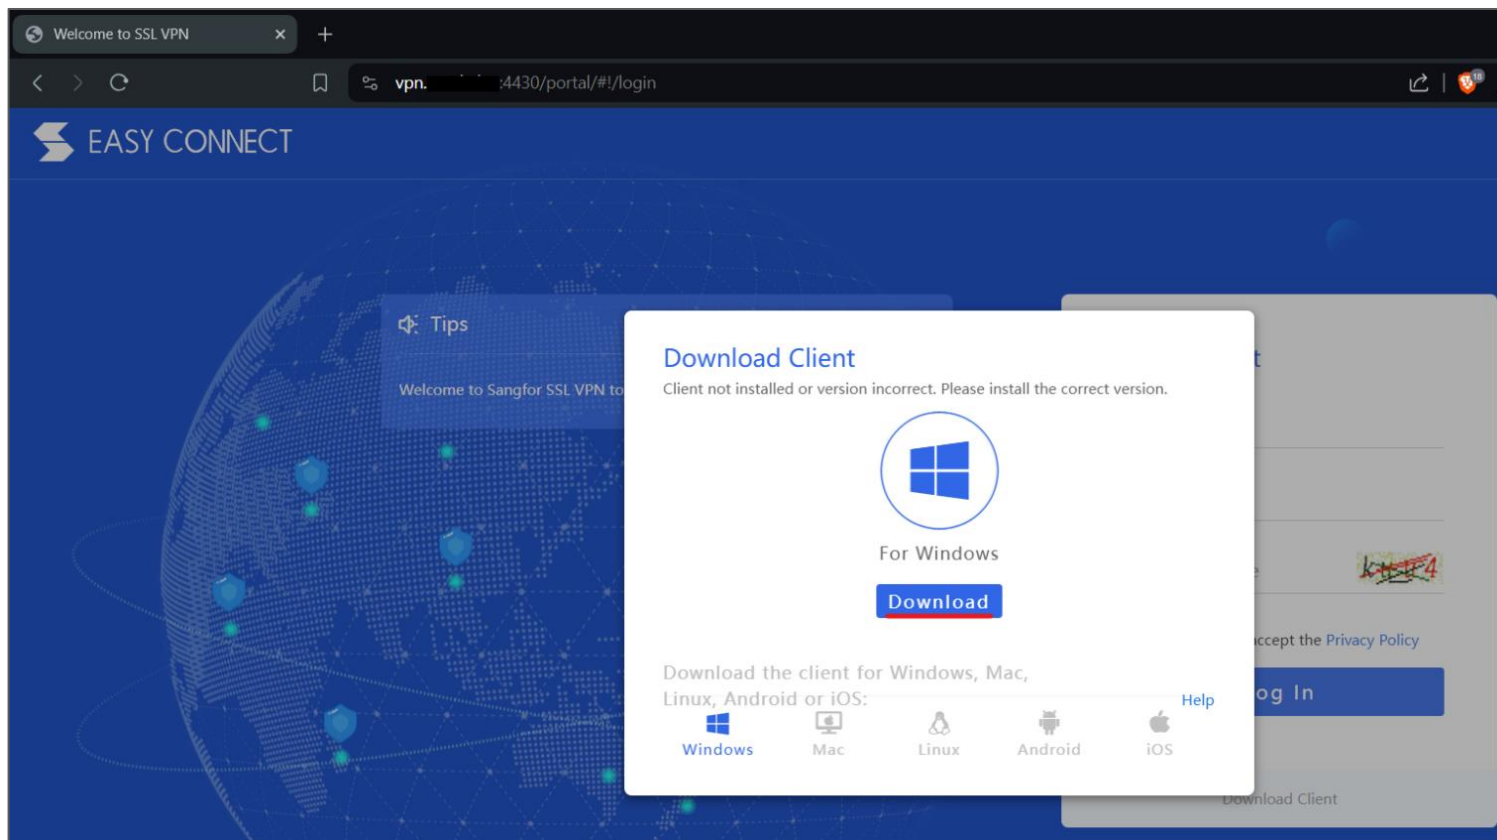 Welcome to SSL VPN
vpn. :4430/portal/#!/login
18
EASY CONNECT
Tips
Welcome to Sangfor SSL VPN to
Download Client
Client not installed or version incorrect. Please install the correct version.
For Windows
Download
Download the client for Windows, Mac,
Linux, Android or iOS:
Help
Windows Mac Linux Android iOS
t
e
accept the Privacy Policy
og In
Download Client